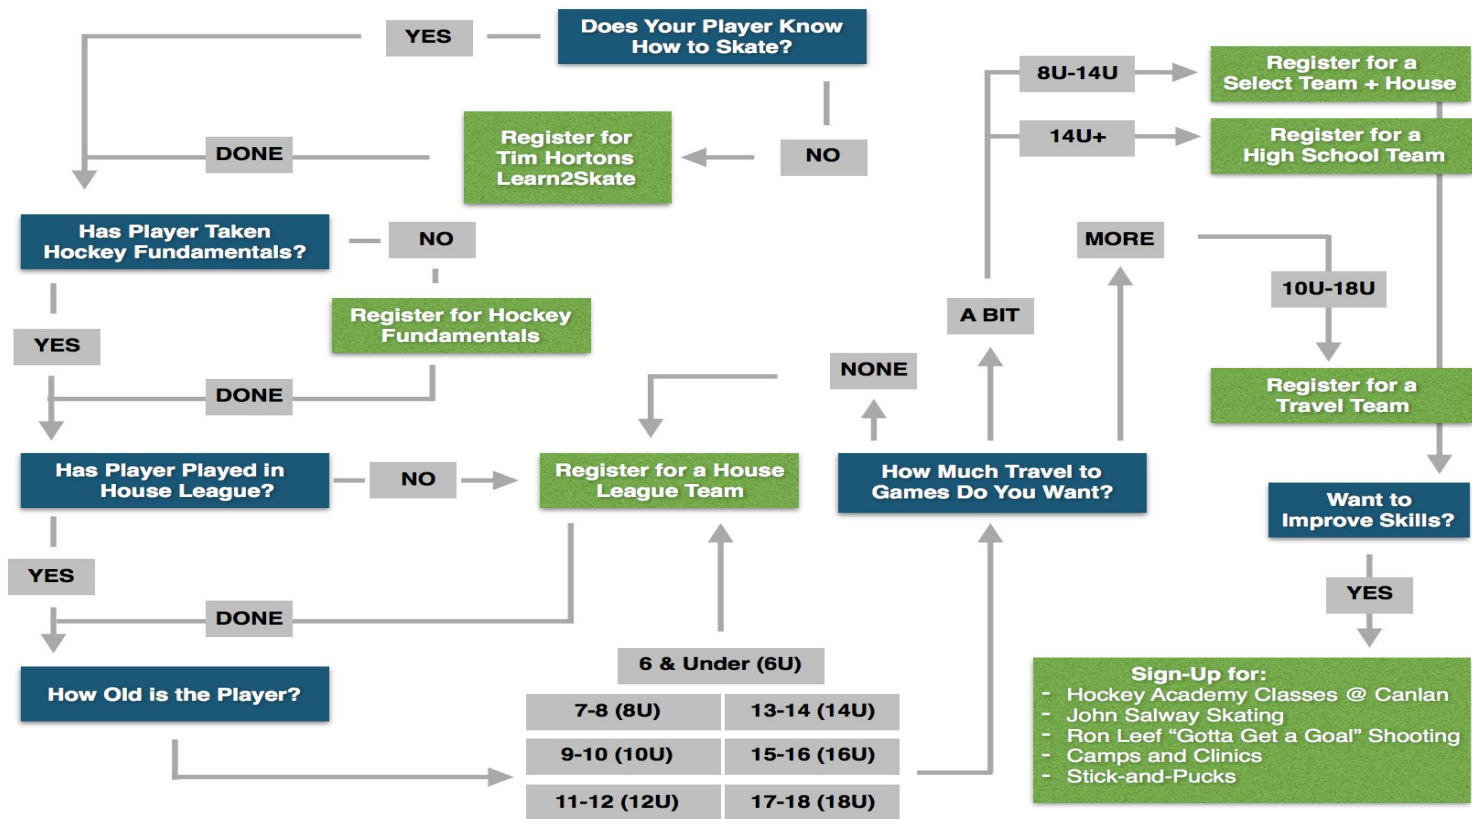 Does Your Player Know
How to Skate?
YES
NO
Register for
Tim Hortons
Learn2Skate
DONE
Has Player Taken
Hockey Fundamentals?
NO
Register for Hockey
Fundamentals
YES
DONE
Has Player Played in
House League?
NO
Register for a House
League Team
YES
DONE
How Old is the Player?
6 & Under (6U)
7-8 (8U)
13-14 (14U)
9-10 (10U)
15-16 (16U)
11-12 (12U)
17-18 (18U)
How Much Travel to
Games Do You Want?
NONE
A BIT
MORE
8U-14U
Register for a
Select Team + House
14U+
Register for a
High School Team
10U-18U
Register for a
Travel Team
Want to
Improve Skills?
YES
Sign-Up for:
- Hockey Academy Classes @ Canlan
- John Salway Skating
- Ron Leef “Gotta Get a Goal” Shooting
- Camps and Clinics
- Stick-and-Pucks